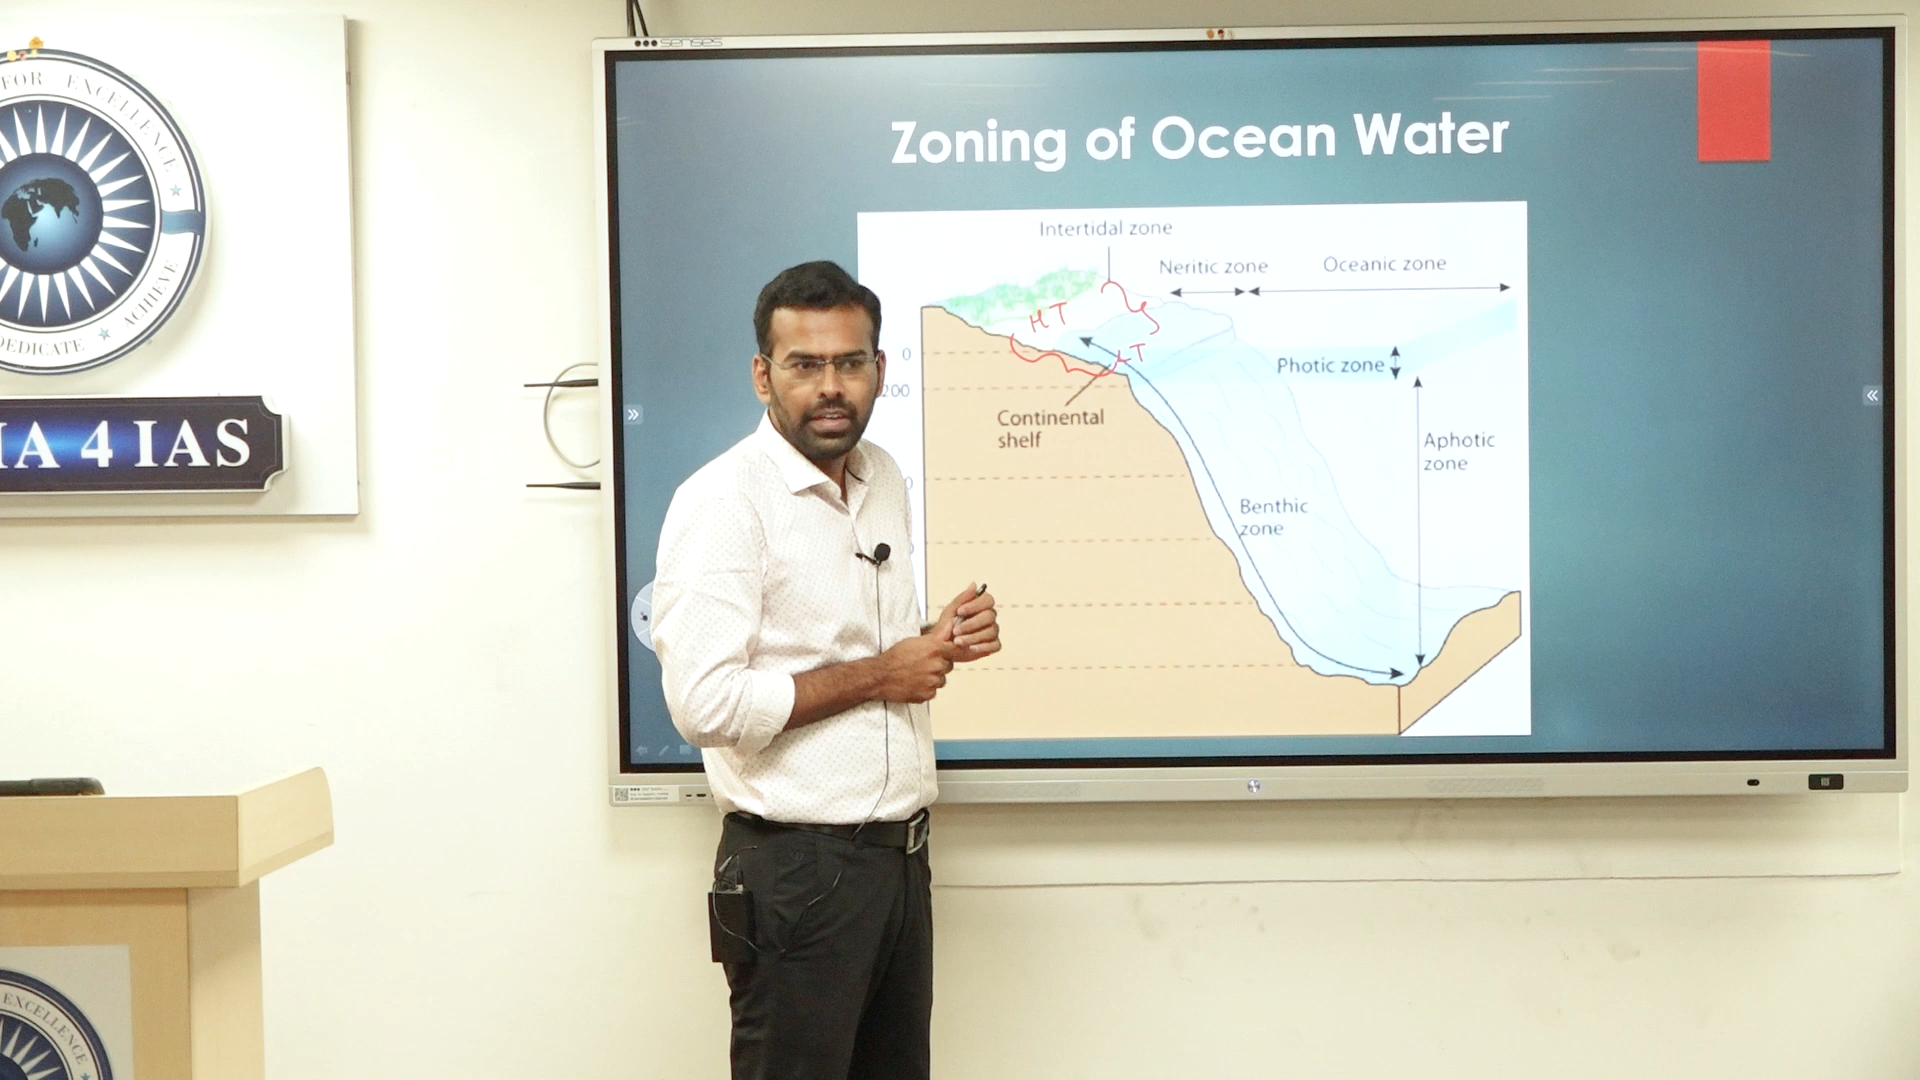 senses
FOR EXCELLENCE
ACHIEVE
DEDICATE
IA 4 IAS
Zoning of Ocean Water
Intertidal zone
Neritic zone
Oceanic zone
HT
LT
0
200
Photic zone
Continental
shelf
Aphotic
zone
Benthic
zone
EXCELLENCE